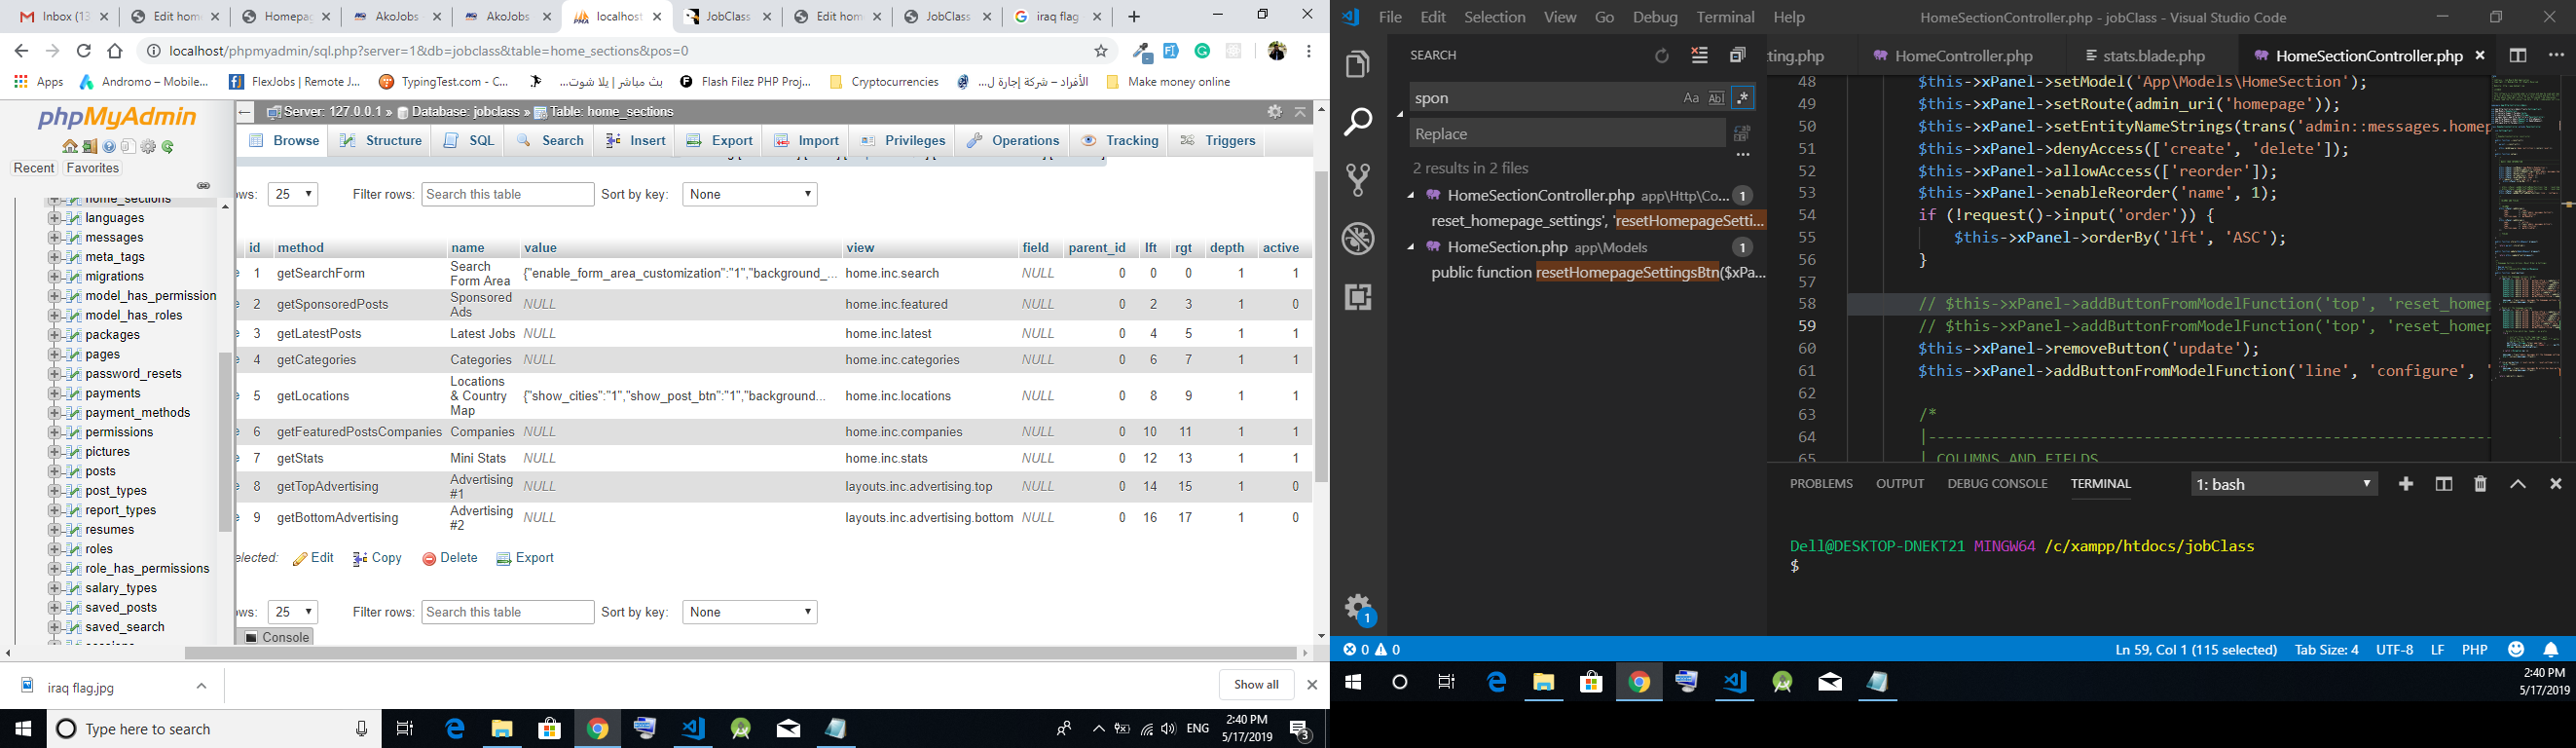 Inbox (13
Edit home
Homepag
AkoJobs
AkoJobs
localhost
JobClass
Edit hom
JobClass
iraq flag
localhost/phpmyadmin/sql.php?server=1&db=jobclass&table=home_sections&pos=0
Apps
Andromo – Mobile...
FlexJobs | Remote J...
TypingTest.com - C...
بث مباشر | يلا شوت...
Flash Filez PHP Proj...
Cryptocurrencies
الأفراد – شركة إجارة ل...
Make money online
phpMyAdmin
Recent
Favorites
home_sections
languages
messages
meta_tags
migrations
model_has_permission
model_has_roles
packages
pages
password_resets
payments
payment_methods
permissions
pictures
posts
post_types
report_types
resumes
roles
role_has_permissions
salary_types
saved_posts
saved_search
Server: 127.0.0.1 » Database: jobclass » Table: home_sections
Browse Structure SQL Search Insert Export Import Privileges Operations Tracking Triggers
ws: 25 Filter rows: Search this table Sort by key: None
id method name value view field parent_id lft rgt depth active
1 getSearchForm Search Form Area {"enable_form_area_customization":"1","background_... home.inc.search NULL 0 0 0 1 1
2 getSponsoredPosts Sponsored Ads NULL home.inc.featured NULL 0 2 3 1 0
3 getLatestPosts Latest Jobs NULL home.inc.latest NULL 0 4 5 1 1
4 getCategories Categories NULL home.inc.categories NULL 0 6 7 1 1
5 getLocations Locations & Country Map {"show_cities":"1","show_post_btn":"1","background... home.inc.locations NULL 0 8 9 1 1
6 getFeaturedPostsCompanies Companies NULL home.inc.companies NULL 0 10 11 1 1
7 getStats Mini Stats NULL home.inc.stats NULL 0 12 13 1 1
8 getTopAdvertising Advertising #1 NULL layouts.inc.advertising.top NULL 0 14 15 1 0
9 getBottomAdvertising Advertising #2 NULL layouts.inc.advertising.bottom NULL 0 16 17 1 0
elected: Edit Copy Delete Export
ws: 25 Filter rows: Search this table Sort by key: None
Console
iraq flag.jpg
Show all
Type here to search
ENG
2:40 PM
5/17/2019
3
File Edit Selection View Go Debug Terminal Help
HomeSectionController.php - jobClass - Visual Studio Code
SEARCH
spon
Aa Abl .*
Replace
...
2 results in 2 files
HomeSectionController.php app\Http\Co... 1
reset_homepage_settings', 'resetHomepageSetti...
HomeSection.php app\Models 1
public function resetHomepageSettingsBtn($xPa...
1
tting.php
HomeController.php
stats.blade.php
HomeSectionController.php
48 $this->xPanel->setModel('App\Models\HomeSection');
49 $this->xPanel->setRoute(admin_uri('homepage'));
50 $this->xPanel->setEntityNameStrings(trans('admin::messages.homep
51 $this->xPanel->denyAccess(['create', 'delete']);
52 $this->xPanel->allowAccess(['reorder']);
53 $this->xPanel->enableReorder('name', 1);
54 if (!request()->input('order')) {
55 $this->xPanel->orderBy('lft', 'ASC');
56 }
57
58 // $this->xPanel->addButtonFromModelFunction('top', 'reset_homep
59 // $this->xPanel->addButtonFromModelFunction('top', 'reset_homep
60 $this->xPanel->removeButton('update');
61 $this->xPanel->addButtonFromModelFunction('line', 'configure', '
62
63 /*
64 |------------------------------------------------------------
65 | COLUMNS AND FIELDS
PROBLEMS OUTPUT DEBUG CONSOLE TERMINAL
1: bash
Dell@DESKTOP-DNEKT21 MINGW64 /c/xampp/htdocs/jobClass
$
0 0
Ln 59, Col 1 (115 selected) Tab Size: 4 UTF-8 LF PHP
2:40 PM
5/17/2019